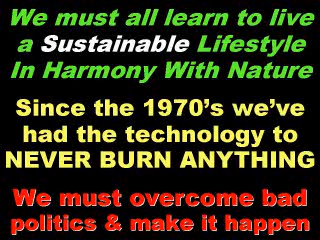 We must all learn to live
a Sustainable Lifestyle
In Harmony With Nature
Since the 1970's we've
had the technology to
NEVER BURN ANYTHING
We must overcome bad
politics & make it happen